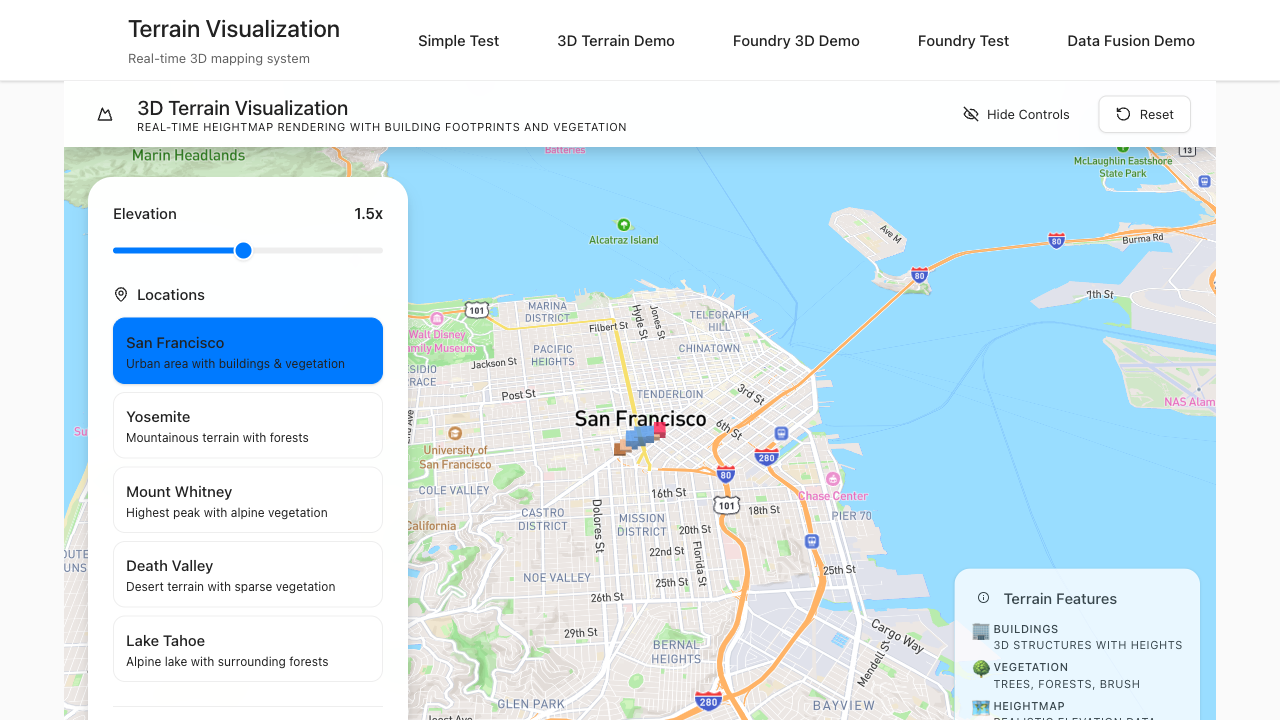 Terrain Visualization
Real-time 3D mapping system
Simple Test
3D Terrain Demo
Foundry 3D Demo
Foundry Test
Data Fusion Demo
3D Terrain Visualization
REAL-TIME HEIGHTMAP RENDERING WITH BUILDING FOOTPRINTS AND VEGETATION
Hide Controls
Reset
Elevation
1.5x
Locations
San Francisco
Urban area with buildings & vegetation
Yosemite
Mountainous terrain with forests
Mount Whitney
Highest peak with alpine vegetation
Death Valley
Desert terrain with sparse vegetation
Lake Tahoe
Alpine lake with surrounding forests
Marin Headlands
Batteries
McLaughlin Eastshore
State Park
13
Alcatraz Island
Ave M
80
Burma Rd
80
11th St
101
MARINA
DISTRICT
Filbert St
Hyde St
Jones St
TELEGRAPH
HILL
Walt Disney
Family Museum
PACIFIC
HEIGHTS
CHINATOWN
Jackson St
Post St
TENDERLOIN
3rd St
NAS Alam
San Francisco
6th St
University of
San Francisco
280
80
COLE VALLEY
16th St
Chase Center
101
18th St
PIER 70
California
CASTRO
DISTRICT
Dolores St
MISSION
DISTRICT
20th St
22nd St
Florida St
NOE VALLEY
25th St
25th St
26th St
29th St
BERNAL
HEIGHTS
Cargo Way
Mendell St
280
GLEN PARK
BAYVIEW
Terrain Features
BUILDINGS
3D STRUCTURES WITH HEIGHTS
VEGETATION
TREES, FORESTS, BRUSH
HEIGHTMAP
REALISTIC ELEVATION DATA